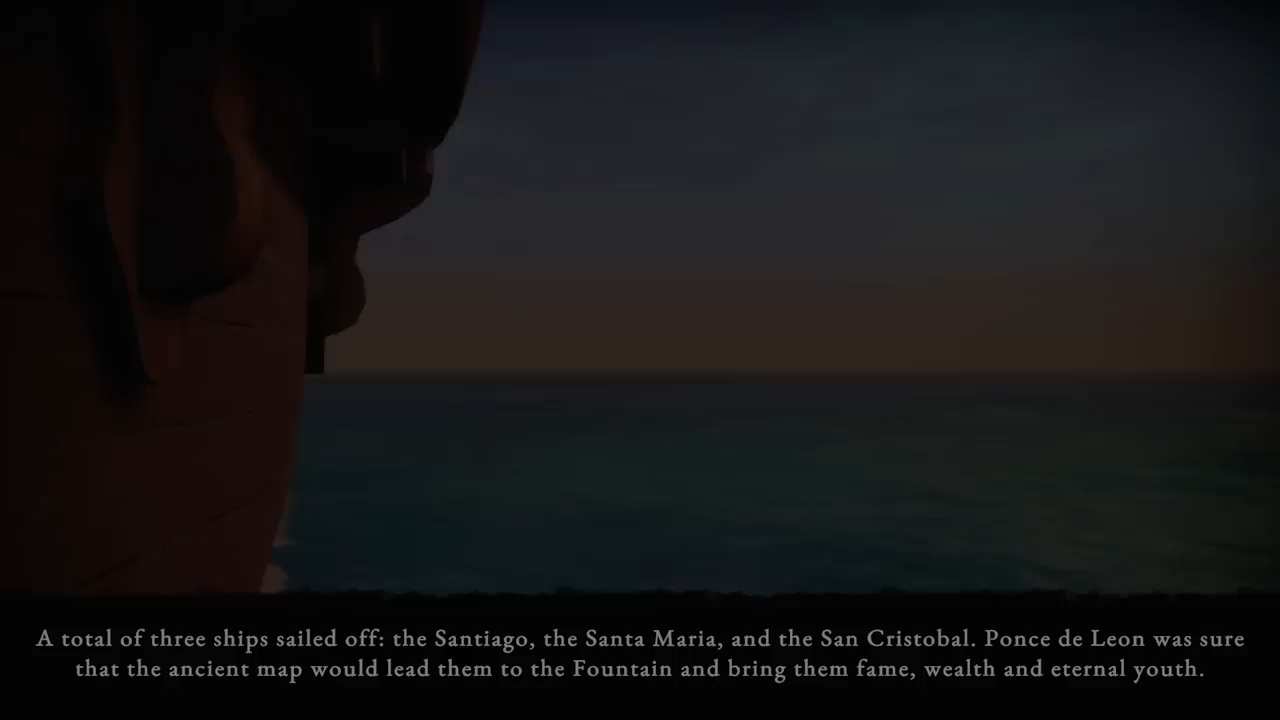 A total of three ships sailed off: the Santiago, the Santa Maria, and the San Cristobal. Ponce de Leon was sure
that the ancient map would lead them to the Fountain and bring them fame, wealth and eternal youth.